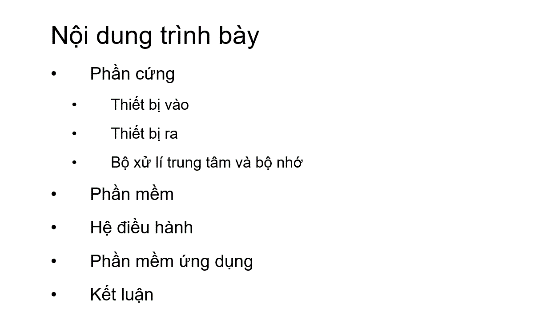 Nội dung trình bày
• Phần cứng
• Thiết bị vào
• Thiết bị ra
• Bộ xử lí trung tâm và bộ nhớ
• Phần mềm
• Hệ điều hành
• Phần mềm ứng dụng
• Kết luận